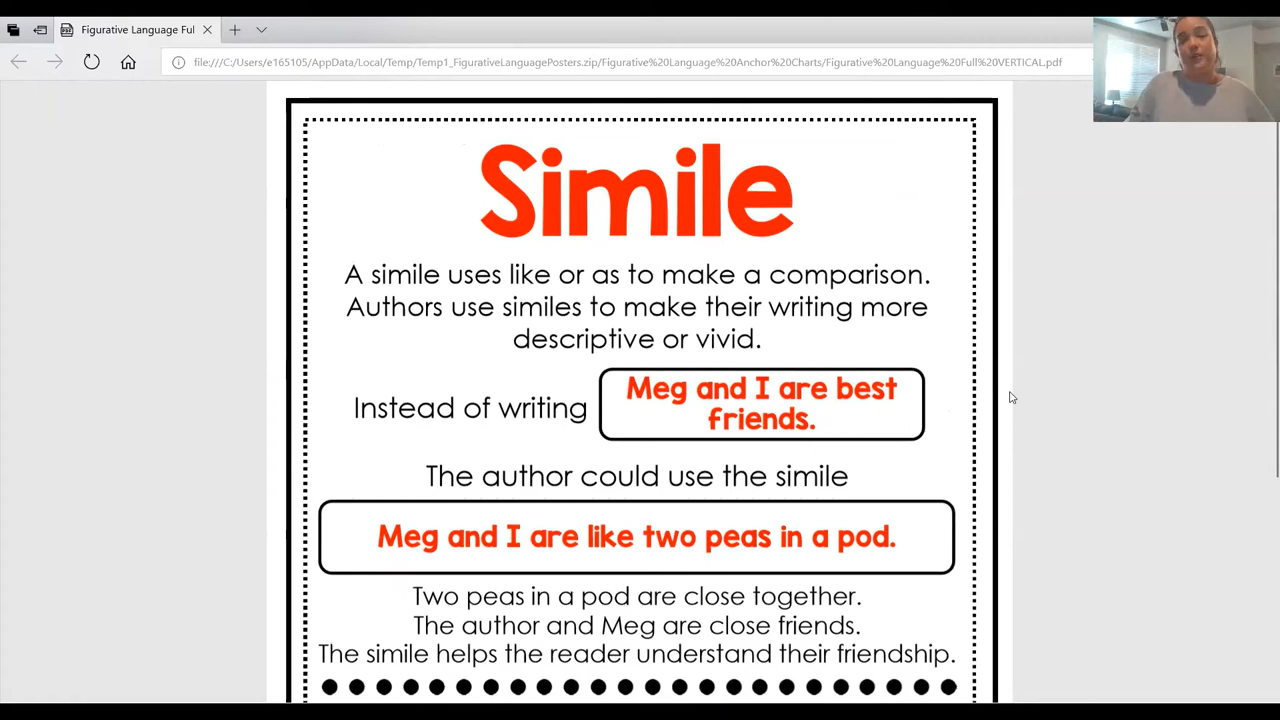 Figurative Language Ful
file:///C:/Users/e165105/AppData/Local/Temp/Temp1_FigurativeLanguagePosters.zip/Figurative%20Language%20Anchor%20Charts/Figurative%20Language%20Full%20VERTICAL.pdf
Simile
A simile uses like or as to make a comparison.
Authors use similes to make their writing more
descriptive or vivid.
Instead of writing
Meg and I are best
friends.
The author could use the simile
Meg and I are like two peas in a pod.
Two peas in a pod are close together.
The author and Meg are close friends.
The simile helps the reader understand their friendship.